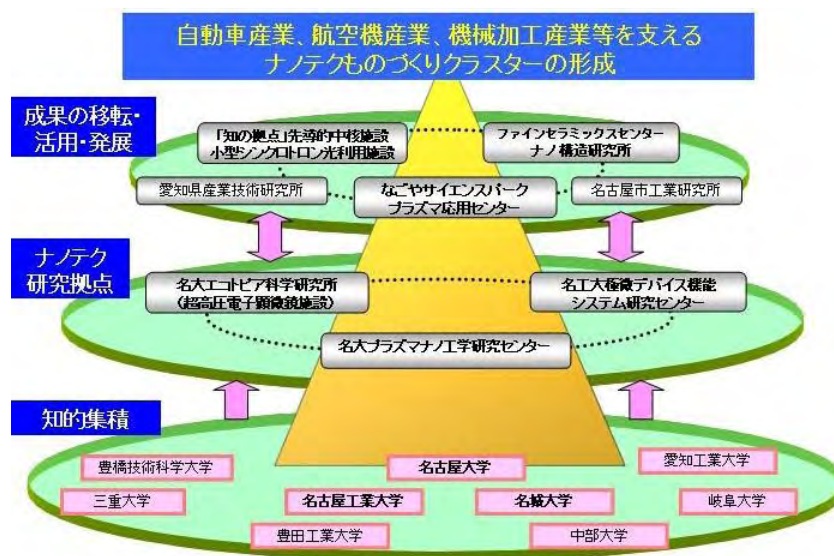 自動車産業、航空機産業、機械加工産業等を支える
ナノテクものづくりクラスターの形成
成果の移転・
活用・発展
「知の拠点」先導的中核施設
小型シンクロトロン光利用施設
ファインセラミックスセンター
ナノ構造研究所
愛知県産業技術研究所
なごやサイエンスパーク
プラズマ応用センター
名古屋市工業研究所
ナノテク
研究拠点
名大エコトピア科学研究所
(超高圧電子顕微鏡施設)
名工大極微デバイス機能
システム研究センター
名大プラズマナノ工学研究センター
知的集積
豊橋技術科学大学
名古屋大学
愛知工業大学
三重大学
名古屋工業大学
名城大学
岐阜大学
豊田工業大学
中部大学